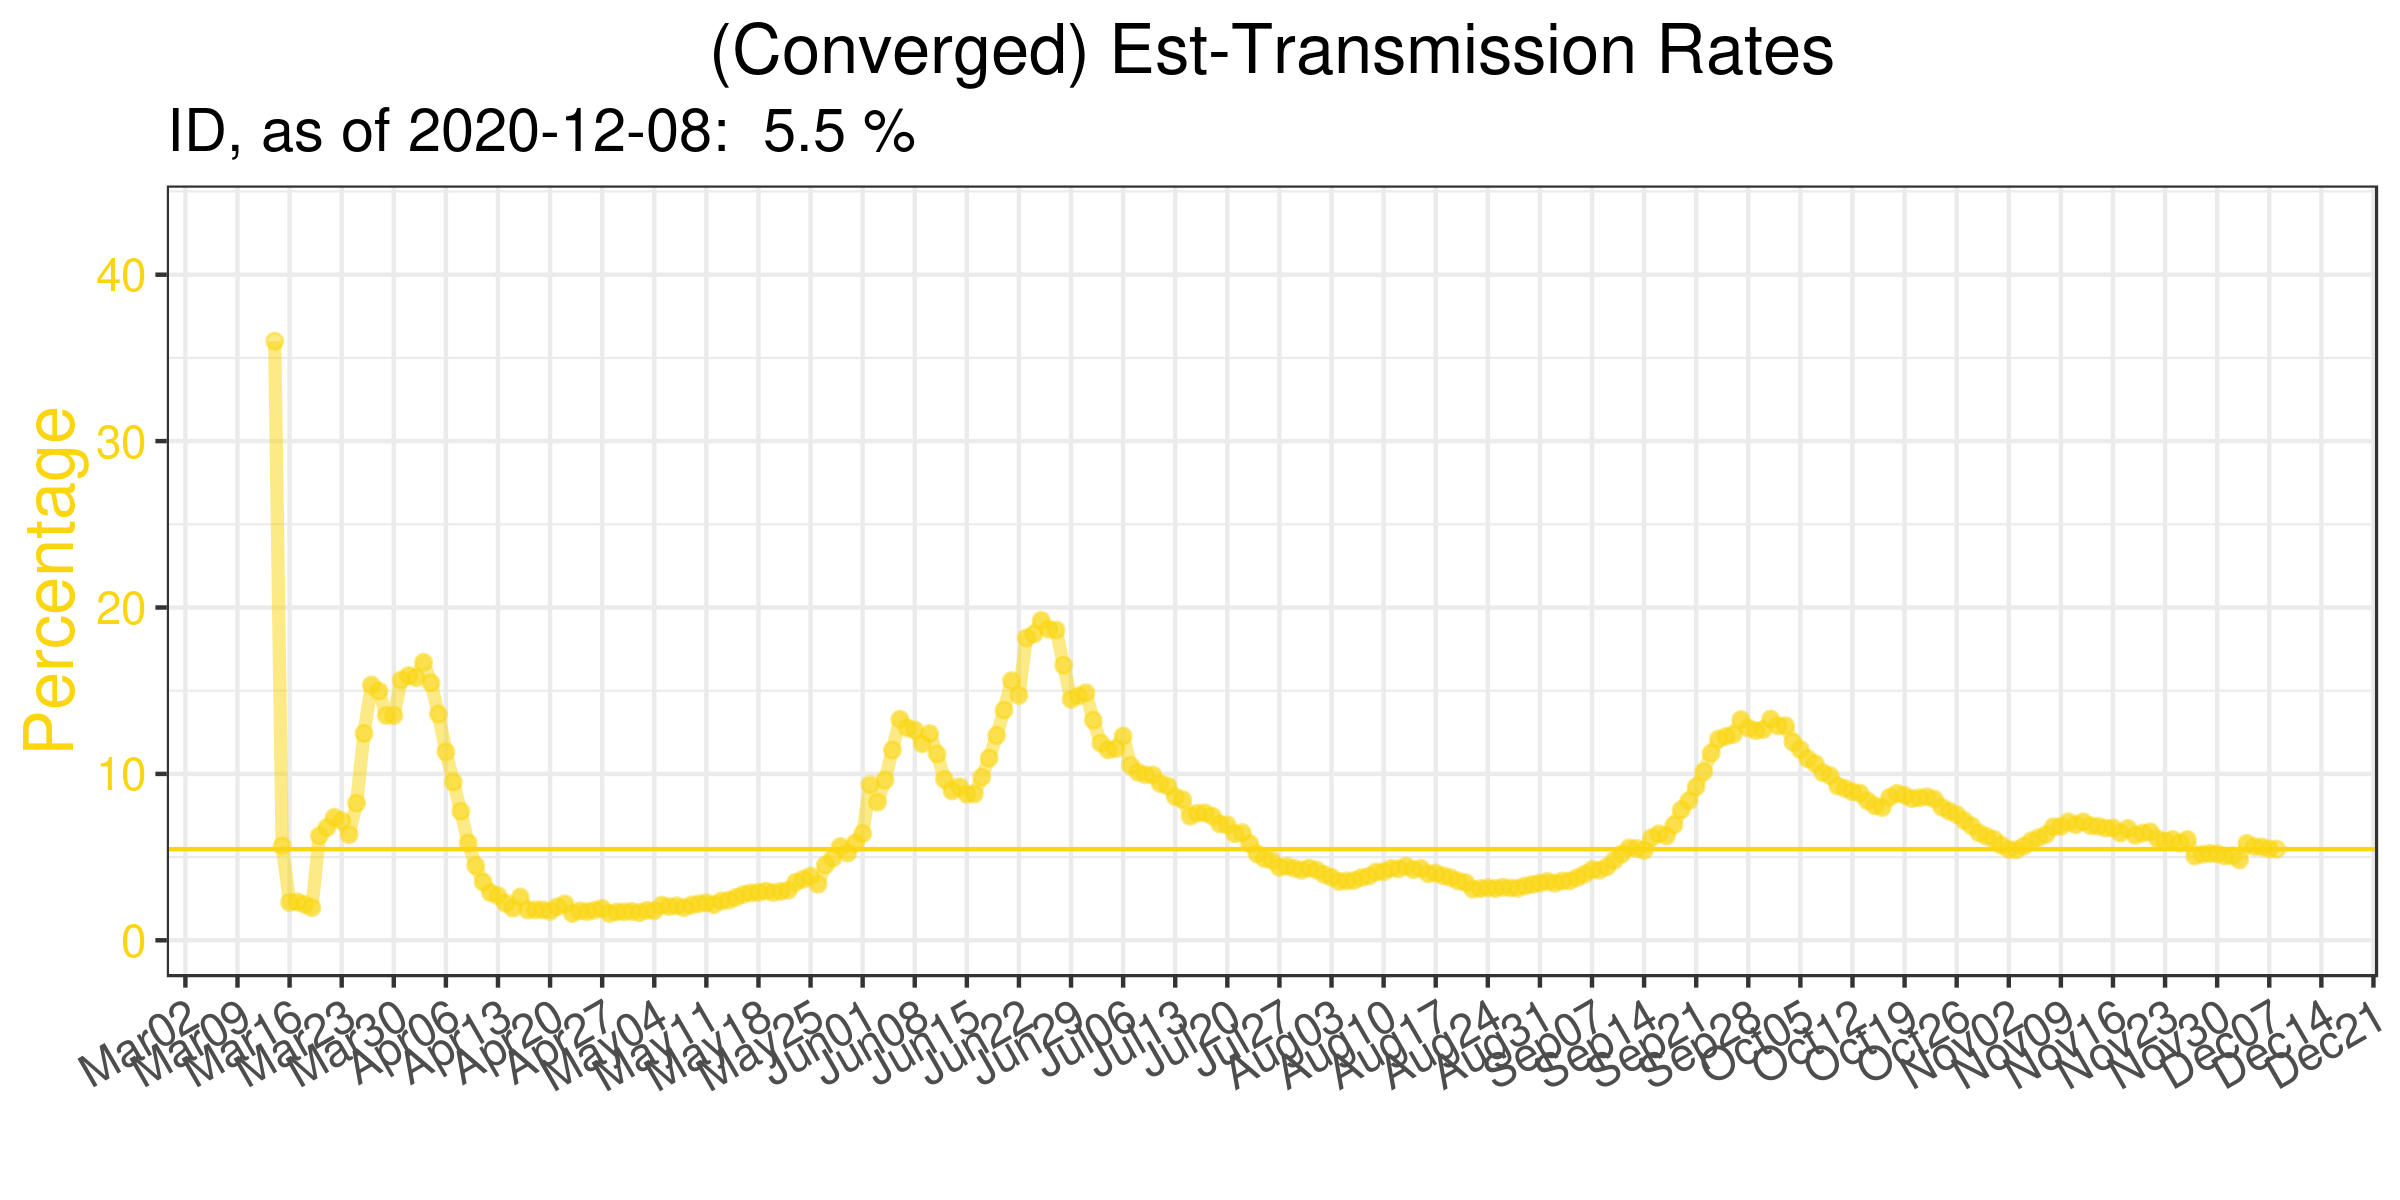 (Converged) Est-Transmission Rates
ID, as of 2020-12-08:  5.5 %
Percentage
40
30
20
10
0
Mar02
Mar09
Mar16
Mar23
Mar30
Apr06
Apr13
Apr20
Apr27
May04
May11
May18
May25
Jun01
Jun08
Jun15
Jun22
Jun29
Jul06
Jul13
Jul20
Jul27
Aug03
Aug10
Aug17
Aug24
Aug31
Sep07
Sep14
Sep21
Sep28
Oct05
Oct12
Oct19
Oct26
Nov02
Nov09
Nov16
Nov23
Nov30
Dec07
Dec14
Dec21